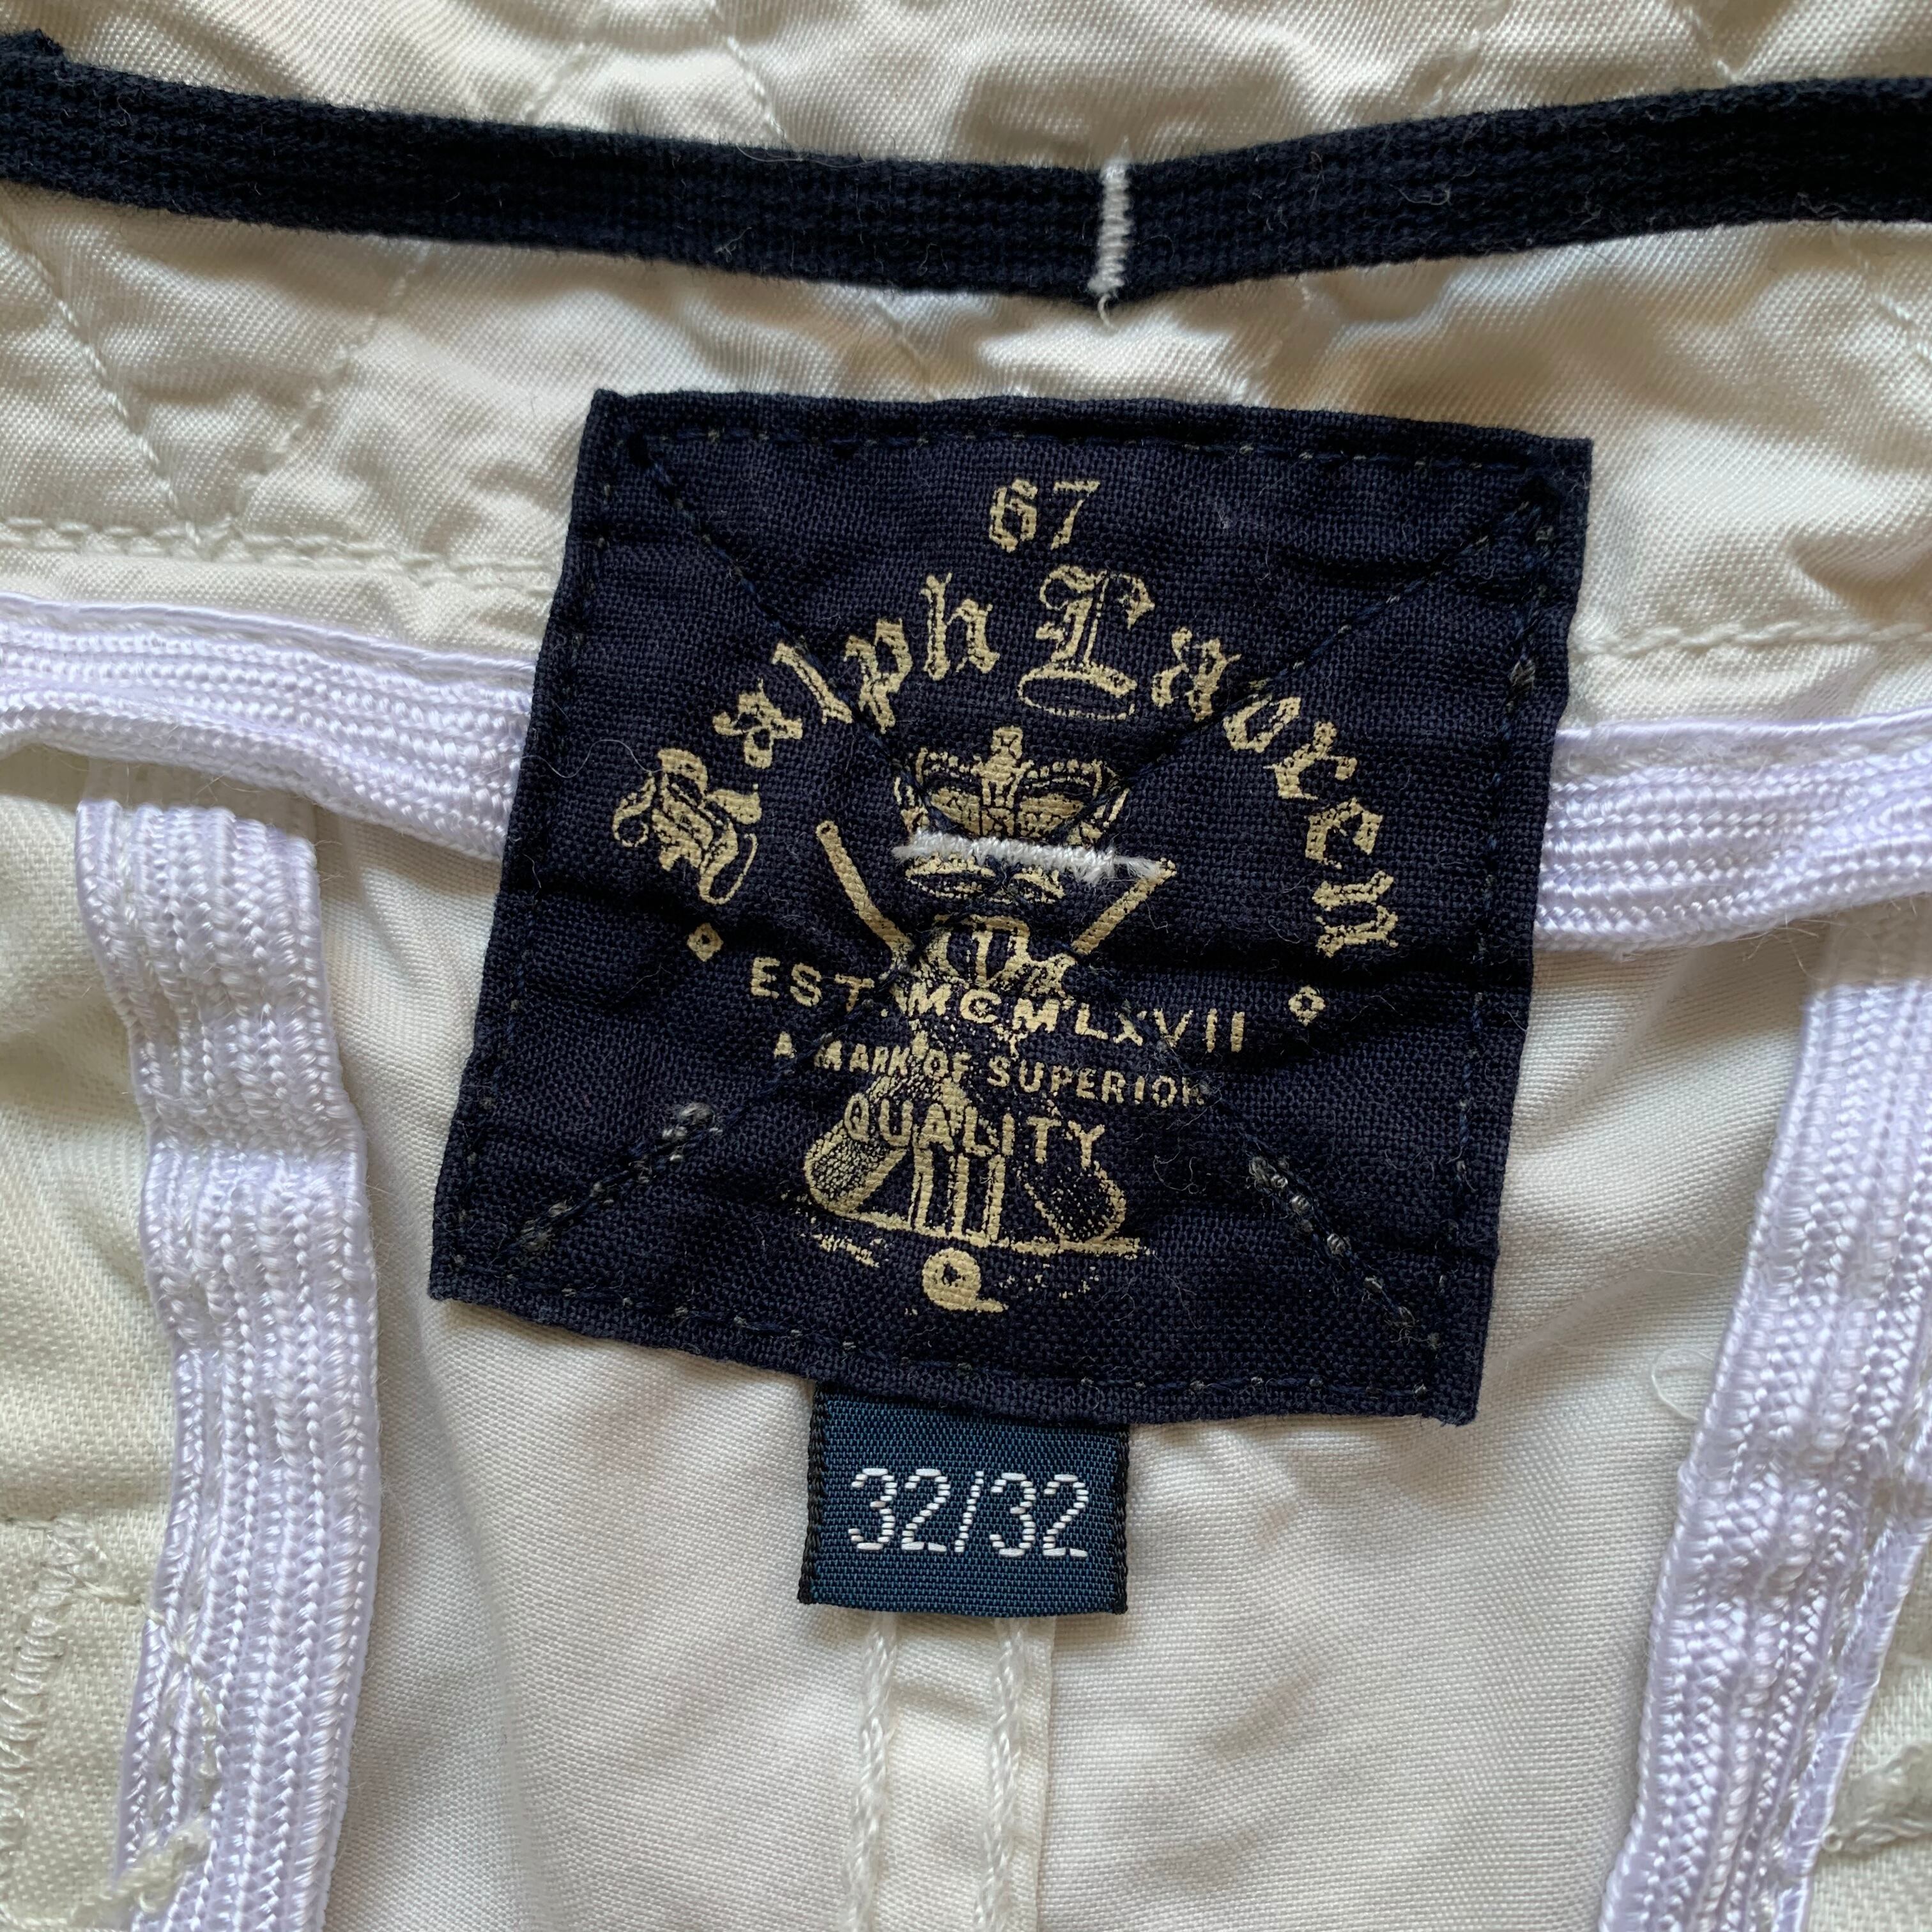 67
Ralph Lauren
EST. MCMLXVII
A MARK OF SUPERIOR
QUALITY
32/32